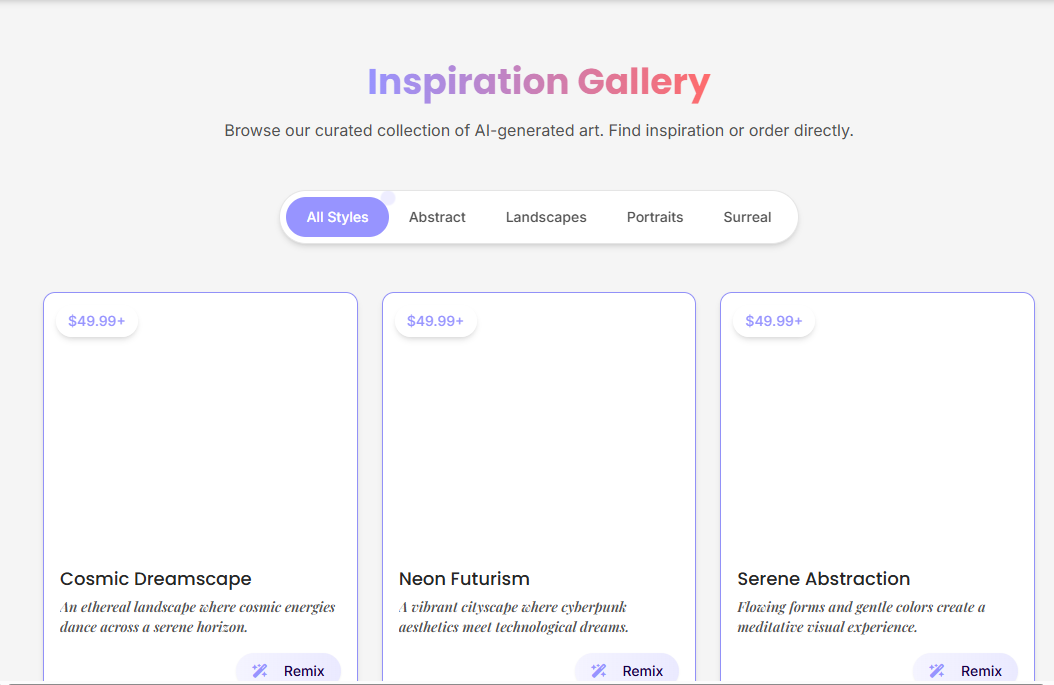 Inspiration Gallery
Browse our curated collection of AI-generated art. Find inspiration or order directly.
All Styles Abstract Landscapes Portraits Surreal
$49.99+ $49.99+ $49.99+
Cosmic Dreamscape
An ethereal landscape where cosmic energies
dance across a serene horizon.
Remix
Neon Futurism
A vibrant cityscape where cyberpunk
aesthetics meet technological dreams.
Remix
Serene Abstraction
Flowing forms and gentle colors create a
meditative visual experience.
Remix